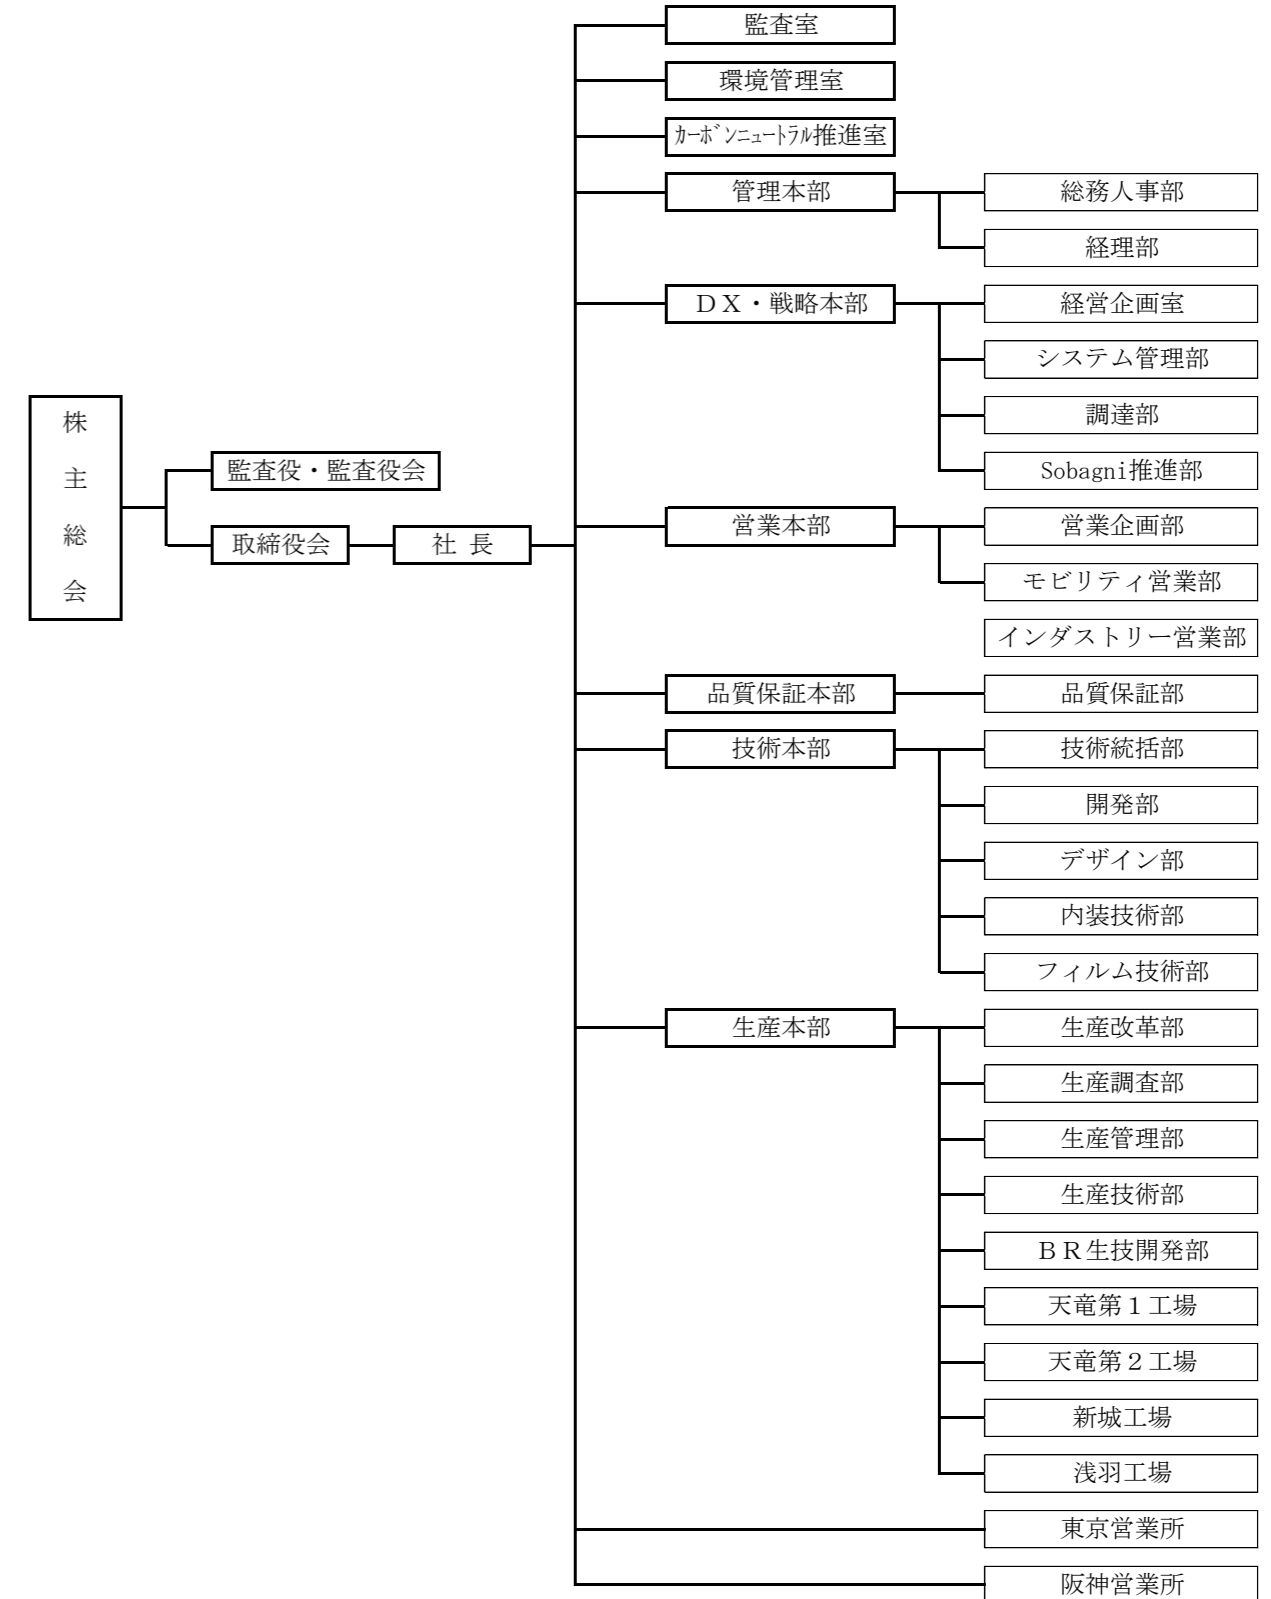 監査室
環境管理室
ｶｰﾎﾞﾝﾆｭｰﾄﾗﾙ推進室
管理本部
総務人事部
経理部
ＤＸ・戦略本部
経営企画室
システム管理部
調達部
Sobagni推進部
株主総会
監査役・監査役会
取締役会
社 長
営業本部
営業企画部
モビリティ営業部
インダストリー営業部
品質保証本部
品質保証部
技術本部
技術統括部
開発部
デザイン部
内装技術部
フィルム技術部
生産本部
生産改革部
生産調査部
生産管理部
生産技術部
ＢＲ生技開発部
天竜第１工場
天竜第２工場
新城工場
浅羽工場
東京営業所
阪神営業所